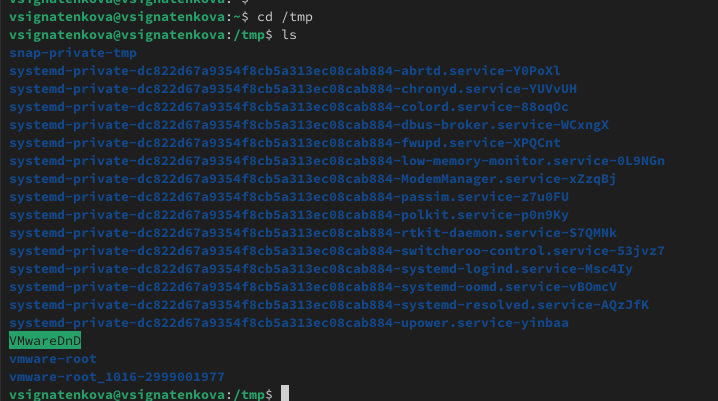 vsignatenkova@vsignatenkova:~$ cd /tmp
vsignatenkova@vsignatenkova:/tmp$ ls
snap-private-tmp
systemd-private-dc822d67a9354f8cb5a313ec08cab884-abrtd.service-Y0PoXl
systemd-private-dc822d67a9354f8cb5a313ec08cab884-chronyd.service-YUVvUH
systemd-private-dc822d67a9354f8cb5a313ec08cab884-colord.service-88oqOc
systemd-private-dc822d67a9354f8cb5a313ec08cab884-dbus-broker.service-WCxngX
systemd-private-dc822d67a9354f8cb5a313ec08cab884-fwupd.service-XPQCnt
systemd-private-dc822d67a9354f8cb5a313ec08cab884-low-memory-monitor.service-0L9NGn
systemd-private-dc822d67a9354f8cb5a313ec08cab884-ModemManager.service-xZzqBj
systemd-private-dc822d67a9354f8cb5a313ec08cab884-passim.service-z7u0FU
systemd-private-dc822d67a9354f8cb5a313ec08cab884-polkit.service-p0n9Ky
systemd-private-dc822d67a9354f8cb5a313ec08cab884-rtkit-daemon.service-S7QMNk
systemd-private-dc822d67a9354f8cb5a313ec08cab884-switcheroo-control.service-53jvz7
systemd-private-dc822d67a9354f8cb5a313ec08cab884-systemd-logind.service-Msc4Iy
systemd-private-dc822d67a9354f8cb5a313ec08cab884-systemd-oomd.service-vBOmcV
systemd-private-dc822d67a9354f8cb5a313ec08cab884-systemd-resolved.service-AQzJfK
systemd-private-dc822d67a9354f8cb5a313ec08cab884-upower.service-yinbaa
VMwareDnD
vmware-root
vmware-root_1016-2999001977
vsignatenkova@vsignatenkova:/tmp$